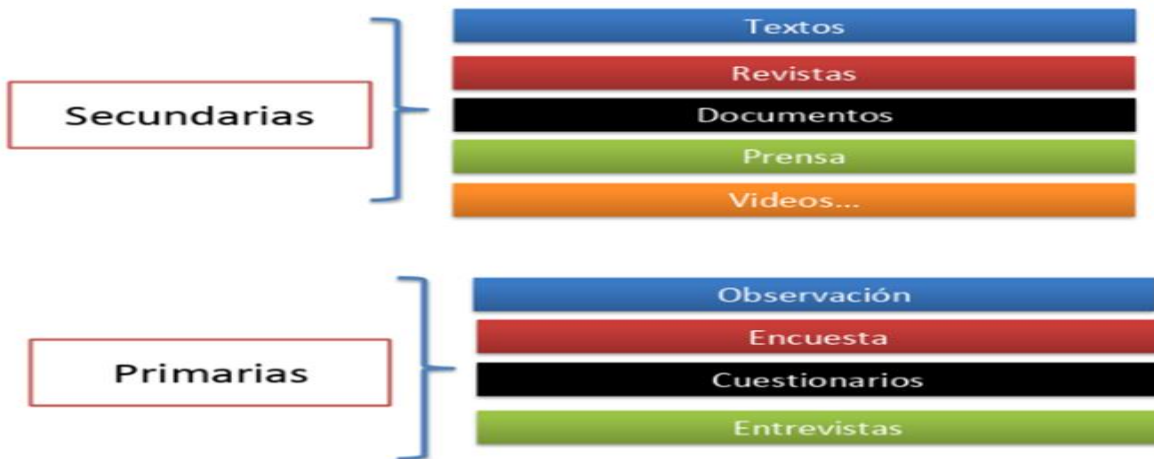 Secundarias
Textos
Revistas
Documentos
Prensa
Videos...
Primarias
Observación
Encuesta
Cuestionarios
Entrevistas